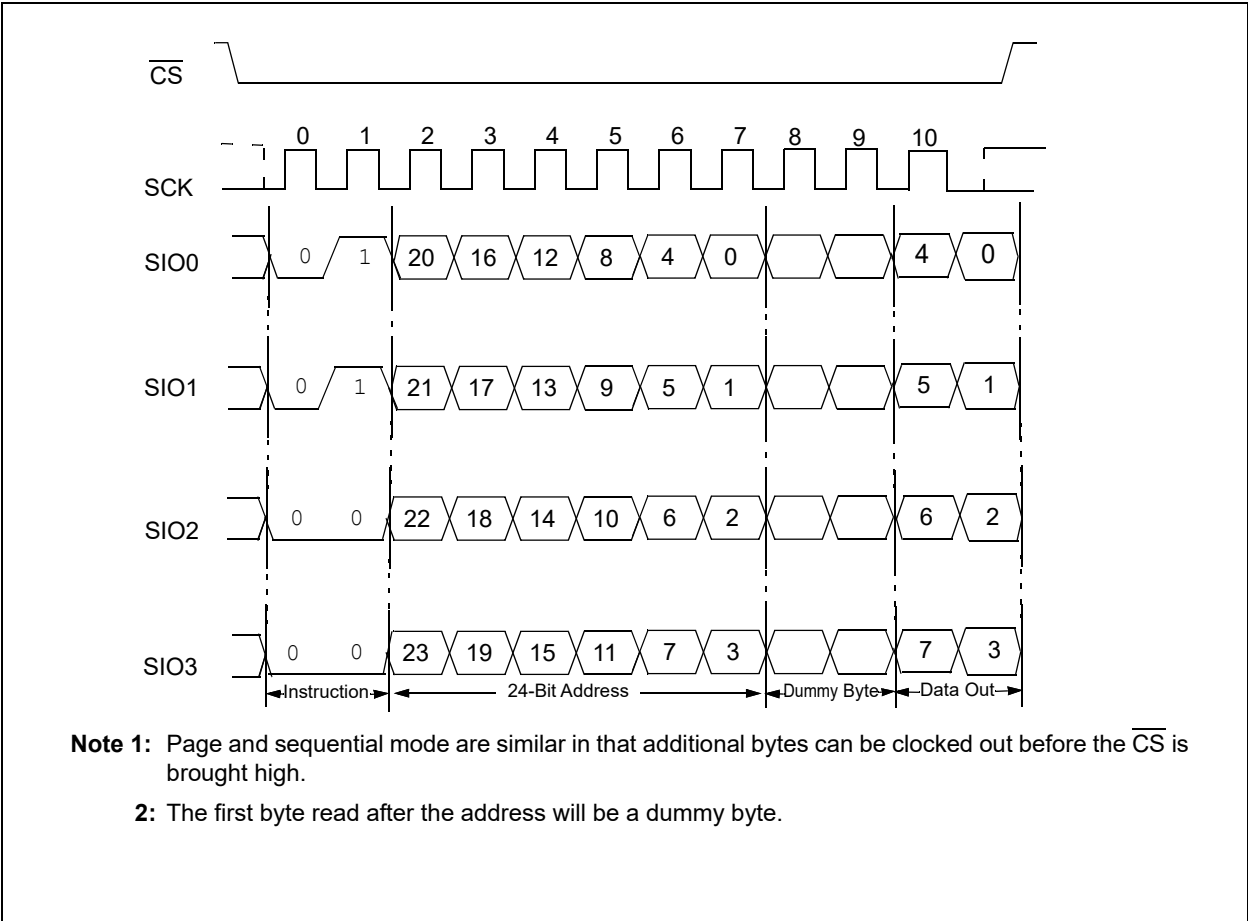 CS
0 1 2 3 4 5 6 7 8 9 10
SCK
SIO0 0 1 20 16 12 8 4 0 4 0
SIO1 0 1 21 17 13 9 5 1 5 1
SIO2 0 0 22 18 14 10 6 2 6 2
SIO3 0 0 23 19 15 11 7 3 7 3
Instruction 24-Bit Address Dummy Byte Data Out
Note 1: Page and sequential mode are similar in that additional bytes can be clocked out before the CS is
brought high.
2: The first byte read after the address will be a dummy byte.